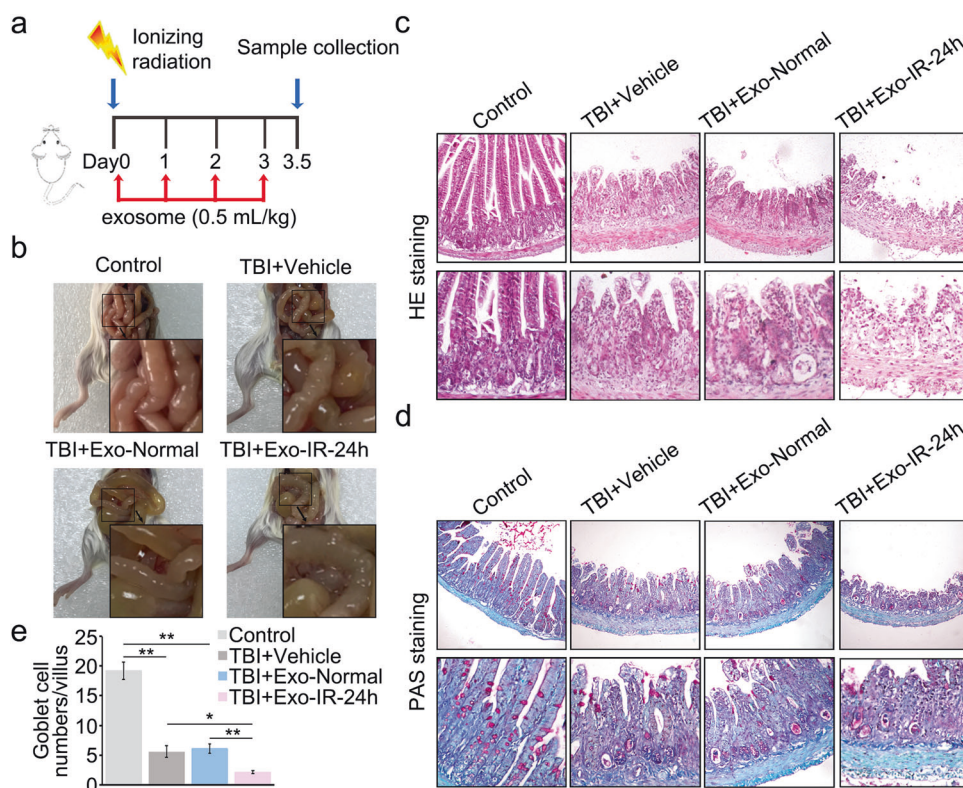 a
Ionizing
radiation
Sample collection
Day0
1
2
3
3.5
exosome (0.5 mL/kg)
b
Control
TBI+Vehicle
TBI+Exo-Normal
TBI+Exo-IR-24h
c
Control
TBI+Vehicle
TBI+Exo-Normal
TBI+Exo-IR-24h
HE staining
d
Control
TBI+Vehicle
TBI+Exo-Normal
TBI+Exo-IR-24h
PAS staining
e
Goblet cell
numbers/villus
25
20
15
10
5
0
**
**
*
**
Control
TBI+Vehicle
TBI+Exo-Normal
TBI+Exo-IR-24h